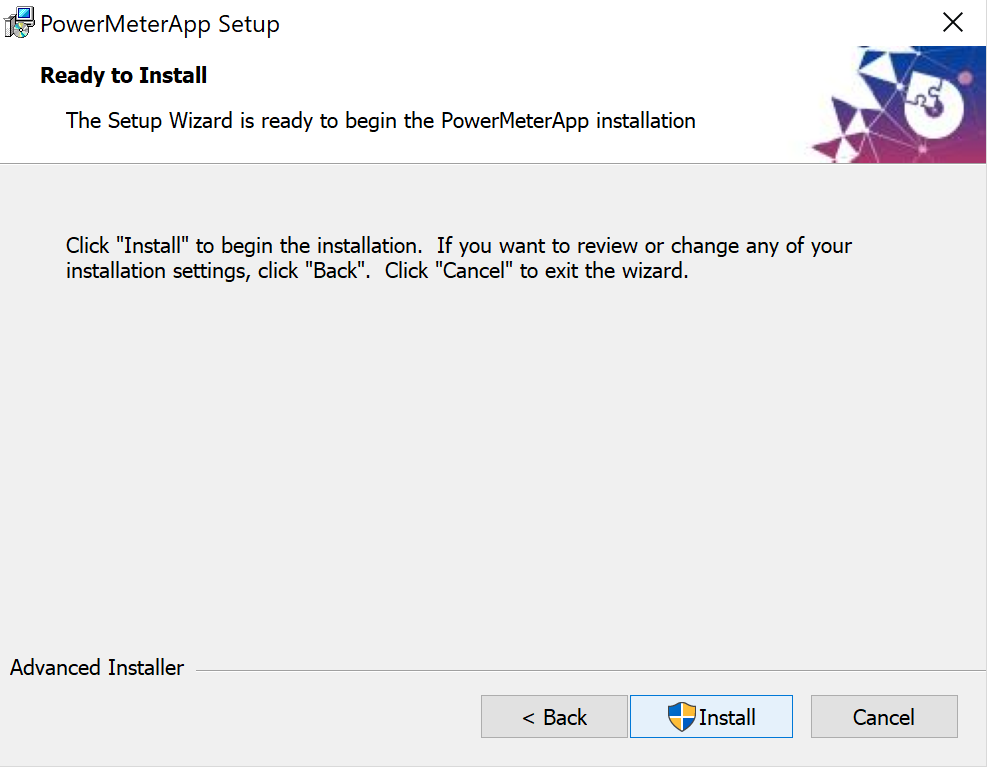 PowerMeterApp Setup
Ready to Install
The Setup Wizard is ready to begin the PowerMeterApp installation
Click "Install" to begin the installation.  If you want to review or change any of your
installation settings, click "Back".  Click "Cancel" to exit the wizard.
Advanced Installer
< Back
Install
Cancel